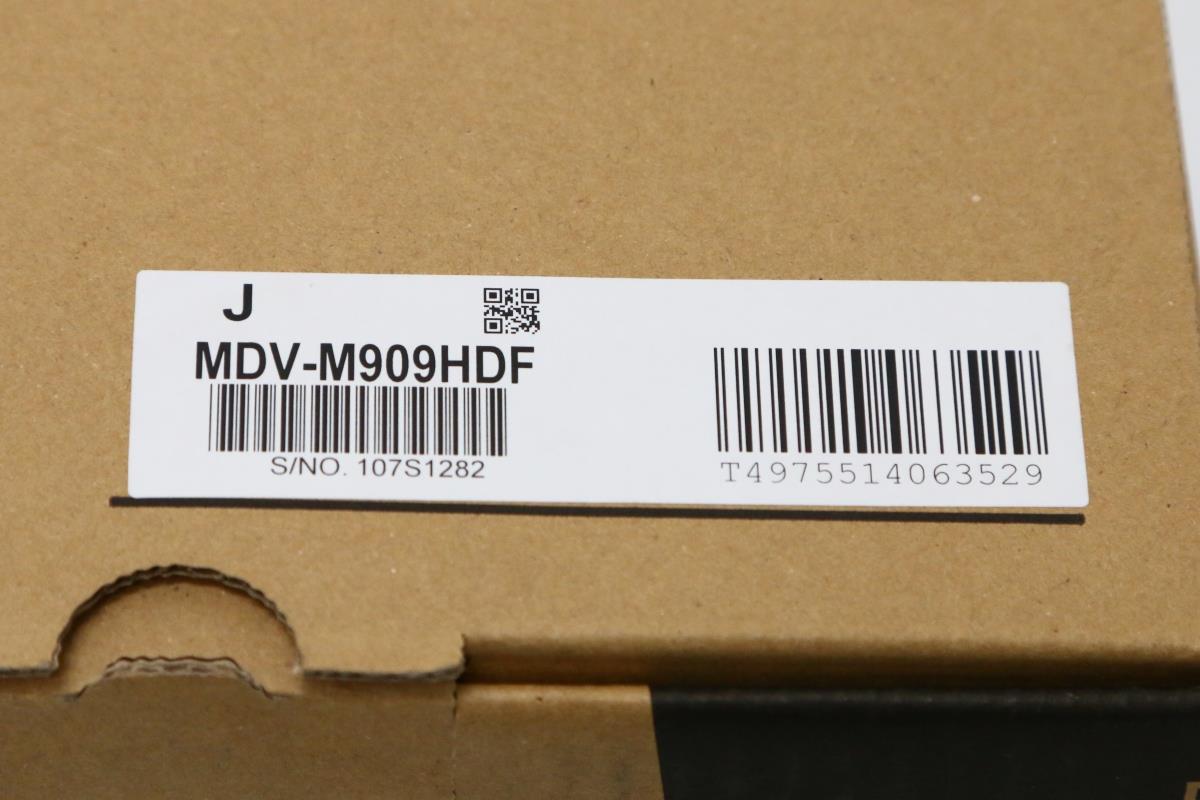 J
MDV-M909HDF
S/NO. 107S1282
T4975514063529